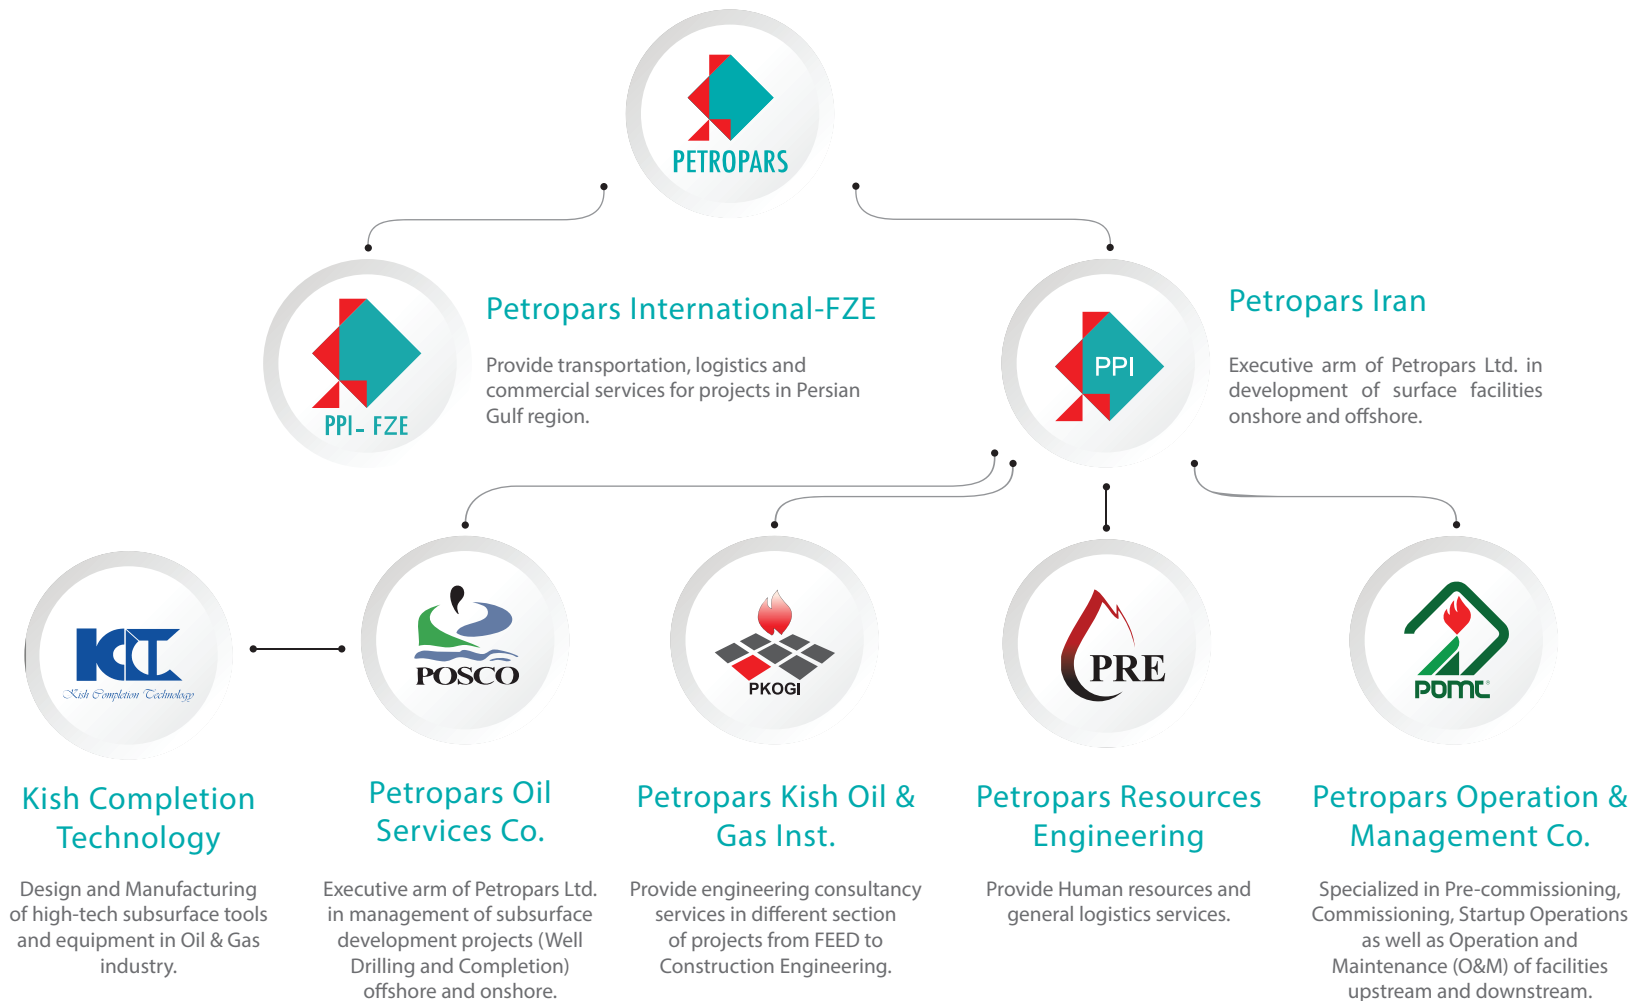 PETROPARS
PPI- FZE
Petropars International-FZE
Provide transportation, logistics and
commercial services for projects in Persian
Gulf region.
PPI
Petropars Iran
Executive arm of Petropars Ltd. in
development of surface facilities
onshore and offshore.
KCT
Kish Completion Technology
Kish Completion
Technology
Design and Manufacturing
of high-tech subsurface tools
and equipment in Oil & Gas
industry.
POSCO
Petropars Oil
Services Co.
Executive arm of Petropars Ltd.
in management of subsurface
development projects (Well
Drilling and Completion)
offshore and onshore.
PKOGI
Petropars Kish Oil &
Gas Inst.
Provide engineering consultancy
services in different section
of projects from FEED to
Construction Engineering.
PRE
Petropars Resources
Engineering
Provide Human resources and
general logistics services.
POMC®
Petropars Operation &
Management Co.
Specialized in Pre-commissioning,
Commissioning, Startup Operations
as well as Operation and
Maintenance (O&M) of facilities
upstream and downstream.